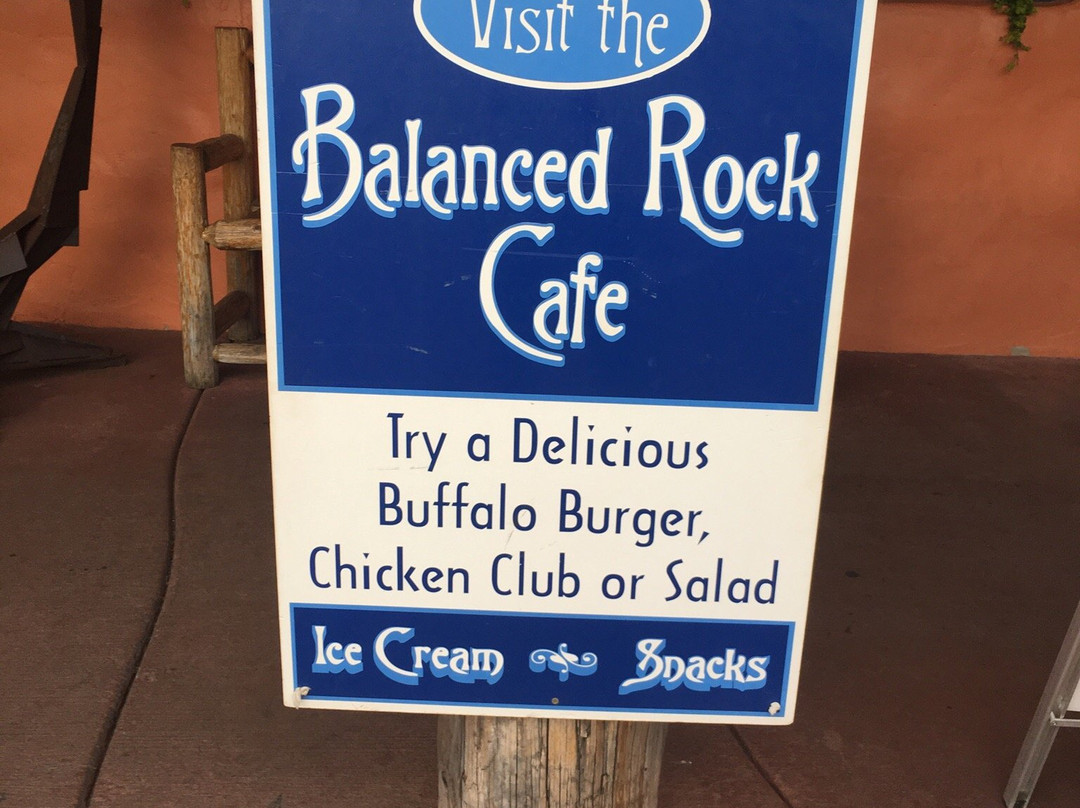 Visit the
Balanced Rock
Cafe
Try a Delicious
Buffalo Burger,
Chicken Club or Salad
Ice Cream Snacks